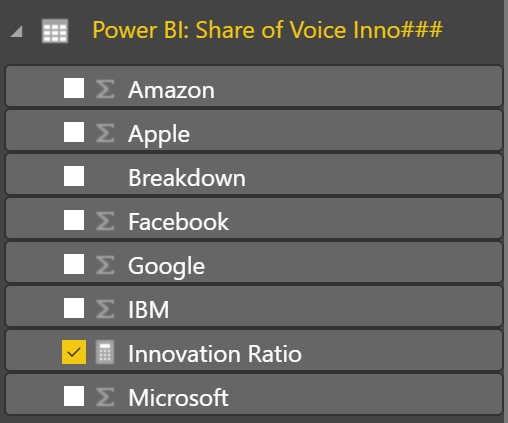 Power BI: Share of Voice Inno###
Σ Amazon
Σ Apple
Breakdown
Σ Facebook
Σ Google
Σ IBM
Innovation Ratio
Σ Microsoft